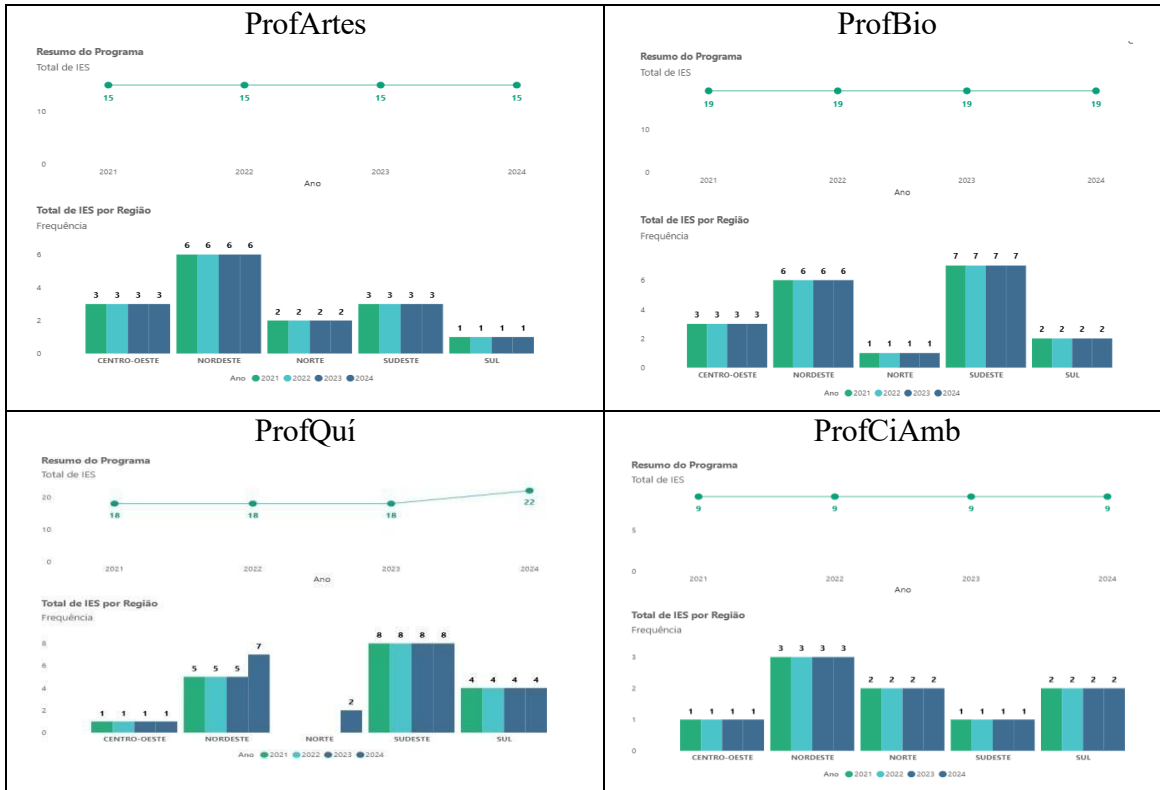 ProfArtes
Resumo do Programa
Total de IES
15 15 15 15
10
0
2021 2022 2023 2024
Ano
Total de IES por Região
Frequência
6 6 6 6
6
3 3 3 3
3 3 3 3
4
2 2 2 2
2
1 1 1 1
0
CENTRO-OESTE NORDESTE NORTE SUDESTE SUL
Ano 2021 2022 2023 2024
ProfBio
Resumo do Programa
Total de IES
19 19 19 19
10
0
2021 2022 2023 2024
Ano
Total de IES por Região
Frequência
7 7 7 7
6 6 6 6
6
4
3 3 3 3
2
1 1 1 1
2 2 2 2
0
CENTRO-OESTE NORDESTE NORTE SUDESTE SUL
Ano 2021 2022 2023 2024
ProfQuí
Resumo do Programa
Total de IES
20
18 18 18 22
10
0
2021 2022 2023 2024
Ano
Total de IES por Região
Frequência
8
8 8 8 8
7
6
5 5 5
4
4 4 4 4
2
2
1 1 1 1
0
CENTRO-OESTE NORDESTE NORTE SUDESTE SUL
Ano 2021 2022 2023 2024
ProfCiAmb
Resumo do Programa
Total de IES
9 9 9 9
5
0
2021 2022 2023 2024
Ano
Total de IES por Região
Frequência
3
3 3 3 3
2
2 2 2 2
2 2 2 2
1
1 1 1 1
1 1 1 1
0
CENTRO-OESTE NORDESTE NORTE SUDESTE SUL
Ano 2021 2022 2023 2024